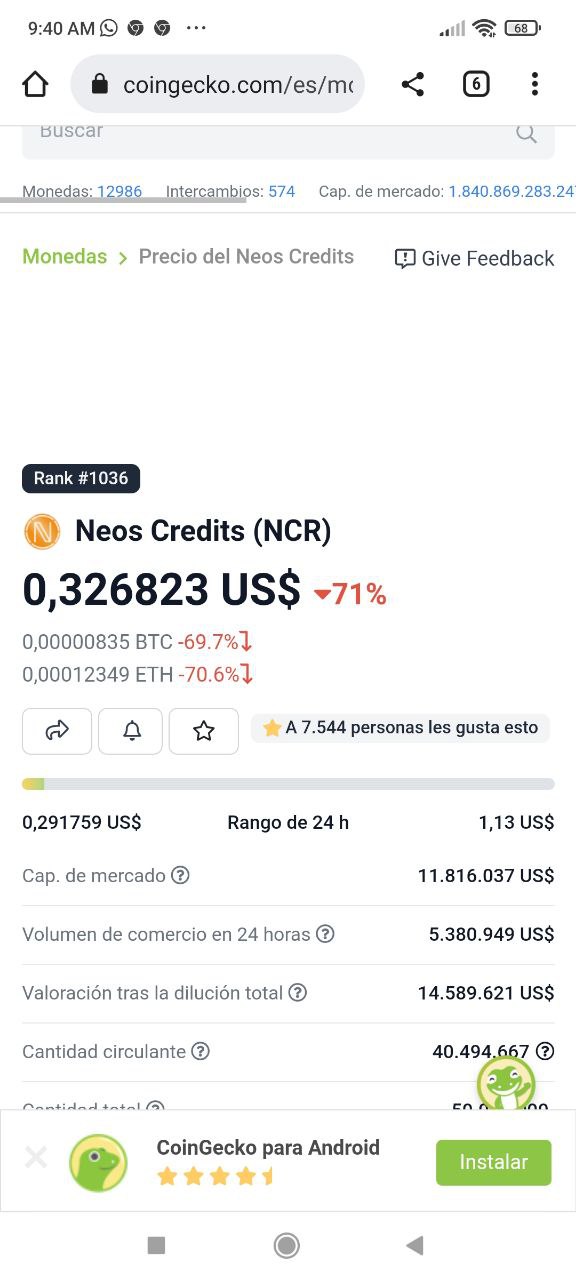 9:40 AM
68
coingecko.com/es/mo
6
Buscar
Monedas: 12986 Intercambios: 574 Cap. de mercado: 1.840.869.283.247
Monedas > Precio del Neos Credits Give Feedback
Rank #1036
Neos Credits (NCR)
0,326823 US$ 71%
0,00000835 BTC -69.7%
0,00012349 ETH -70.6%
A 7.544 personas les gusta esto
0,291759 US$ Rango de 24 h 1,13 US$
Cap. de mercado 11.816.037 US$
Volumen de comercio en 24 horas 5.380.949 US$
Valoración tras la dilución total 14.589.621 US$
Cantidad circulante 40.494.667
Cantidad total
CoinGecko para Android
Instalar